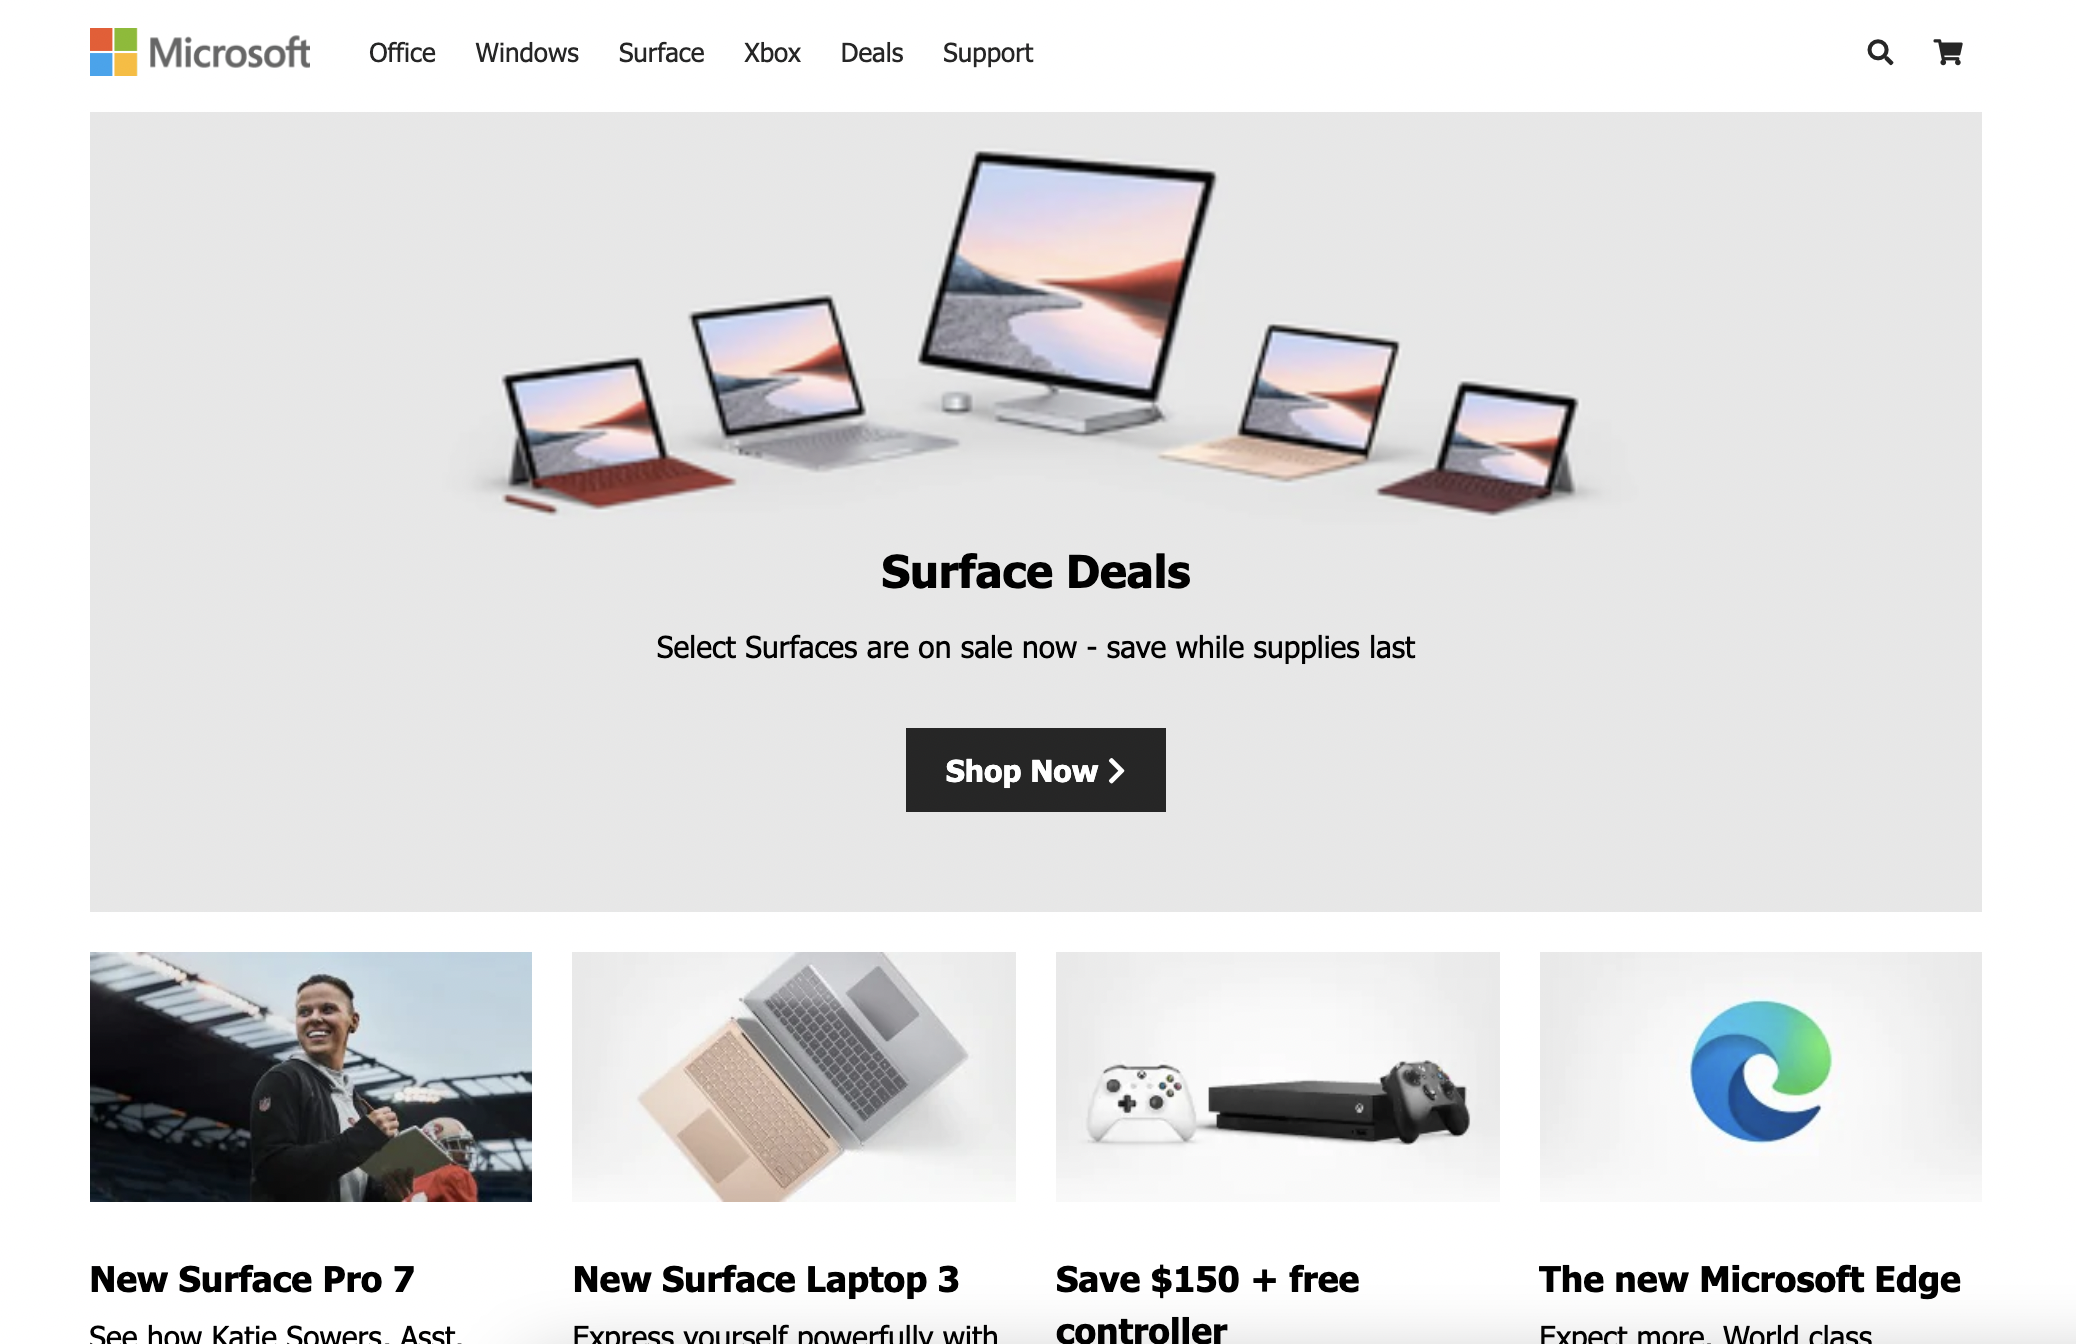 Microsoft Office Windows Surface Xbox Deals Support
Surface Deals
Select Surfaces are on sale now - save while supplies last
Shop Now
New Surface Pro 7
See how Katie Sowers, Asst.
New Surface Laptop 3
Express yourself powerfully with
Save $150 + free
controller
The new Microsoft Edge
Expect more. World class